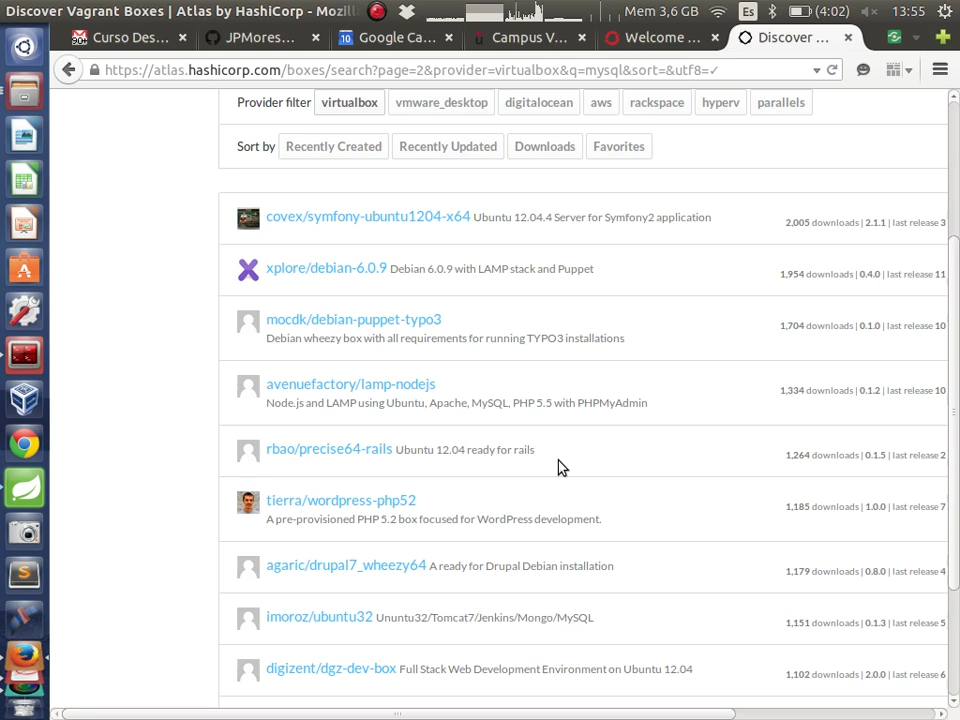 Discover Vagrant Boxes | Atlas by HashiCorp - Mozil
Mem 3,6 GB
Es
(4:02)
13:55
Curso Des...
JPMores...
Google Ca...
Campus V...
Welcome ...
Discover ...
https://atlas.hashicorp.com/boxes/search?page=2&provider=virtualbox&q=mysql&sort=&utf8=✓
Provider filter virtualbox vmware_desktop digitalocean aws rackspace hyperv parallels
Sort by Recently Created Recently Updated Downloads Favorites
covex/symfony-ubuntu1204-x64 Ubuntu 12.04.4 Server for Symfony2 application
2,005 downloads | 2.1.1 | last release 3
xplore/debian-6.0.9 Debian 6.0.9 with LAMP stack and Puppet
1,954 downloads | 0.4.0 | last release 11
mocdk/debian-puppet-typo3
Debian wheezy box with all requirements for running TYPO3 installations
1,704 downloads | 0.1.0 | last release 10
avenuefactory/lamp-nodejs
Node.js and LAMP using Ubuntu, Apache, MySQL, PHP 5.5 with PHPMyAdmin
1,334 downloads | 0.1.2 | last release 10
rbao/precise64-rails Ubuntu 12.04 ready for rails
1,264 downloads | 0.1.5 | last release 2
tierra/wordpress-php52
A pre-provisioned PHP 5.2 box focused for WordPress development.
1,185 downloads | 1.0.0 | last release 7
agaric/drupal7_wheezy64 A ready for Drupal Debian installation
1,179 downloads | 0.8.0 | last release 4
imoroz/ubuntu32 Ununtu32/Tomcat7/Jenkins/Mongo/MySQL
1,151 downloads | 0.1.3 | last release 5
digizent/dgz-dev-box Full Stack Web Development Environment on Ubuntu 12.04
1,102 downloads | 2.0.0 | last release 6